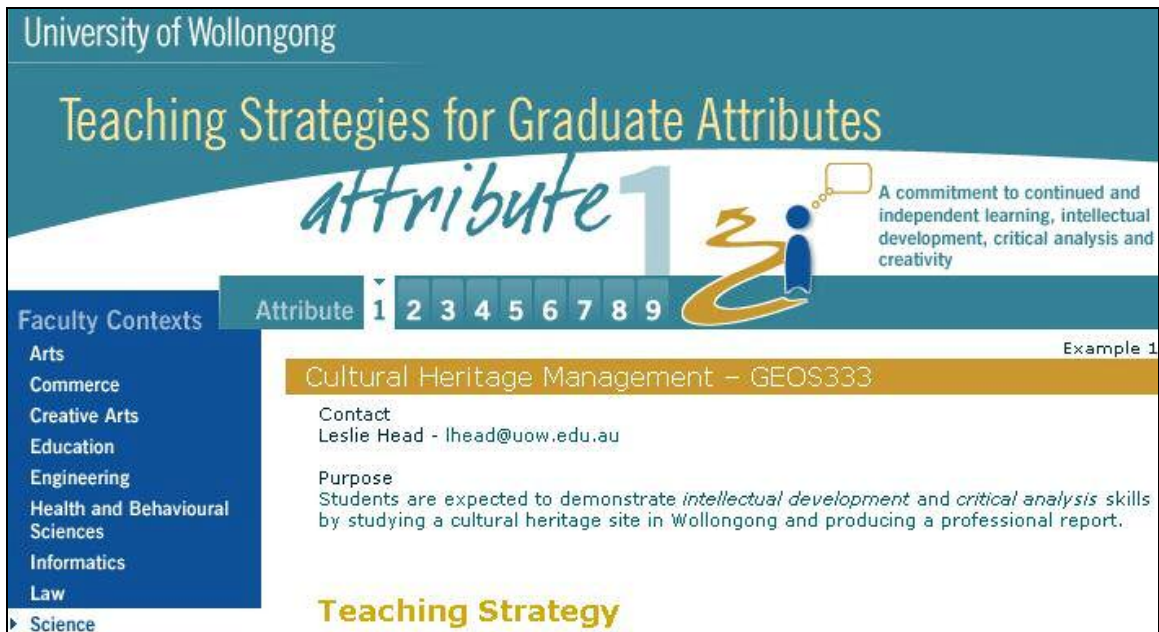 University of Wollongong
Teaching Strategies for Graduate Attributes
attribute 1
A commitment to continued and
independent learning, intellectual
development, critical analysis and
creativity
Attribute 1 2 3 4 5 6 7 8 9
Faculty Contexts
Arts
Commerce
Creative Arts
Education
Engineering
Health and Behavioural
Sciences
Informatics
Law
Science
Example 1
Cultural Heritage Management – GEOS333
Contact
Leslie Head - lhead@uow.edu.au
Purpose
Students are expected to demonstrate intellectual development and critical analysis skills
by studying a cultural heritage site in Wollongong and producing a professional report.
Teaching Strategy